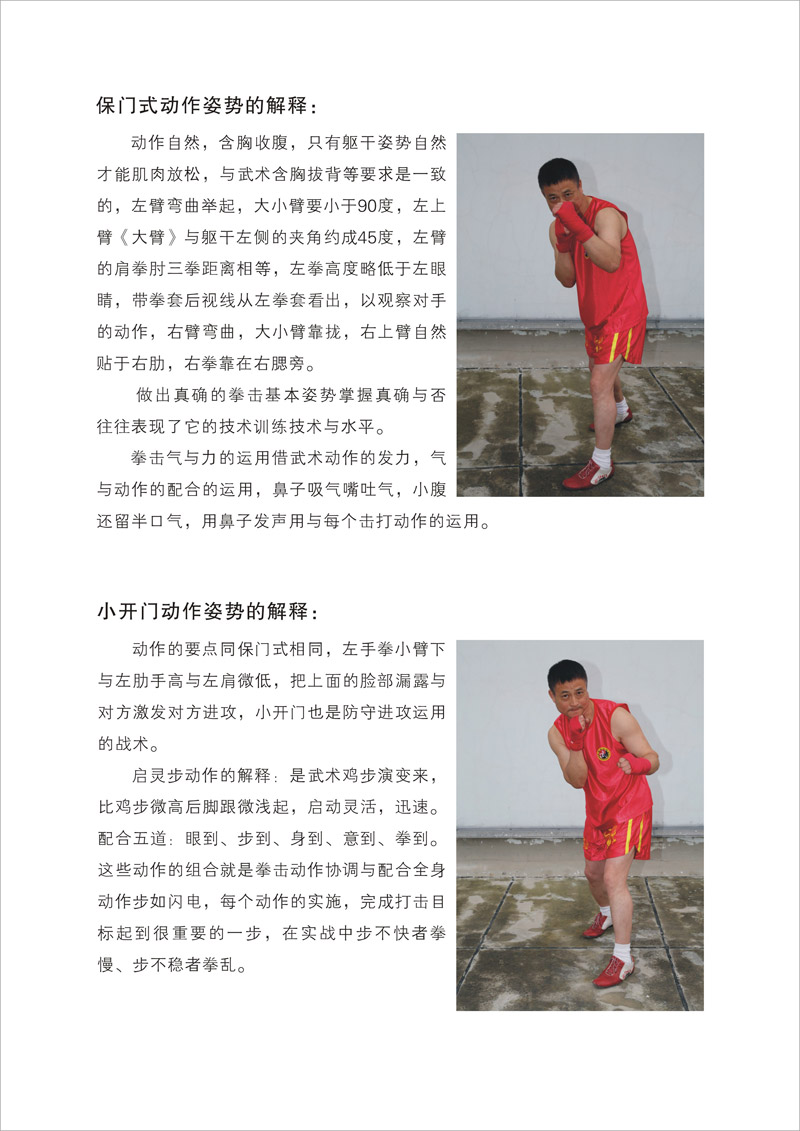 保门式动作姿势的解释：
动作自然，含胸收腹，只有躯干姿势自然
才能肌肉放松，与武术含胸拔背等要求是一致
的，左臂弯曲举起，大小臂要小于90度，左上
臂《大臂》与躯干左侧的夹角约成45度，左臂
的肩拳肘三拳距离相等，左拳高度略低于左眼
睛，带拳套后视线从左拳套看出，以观察对手
的动作，右臂弯曲，大小臂靠拢，右上臂自然
贴于右肋，右拳靠在右腮旁。
做出真确的拳击基本姿势掌握真确与否
往往表现了它的技术训练技术与水平。
拳击气与力的运用借武术动作的发力，气
与动作的配合的运用，鼻子吸气嘴吐气，小腹
还留半口气，用鼻子发声用与每个击打动作的运用。
小开门动作姿势的解释：
动作的要点同保门式相同，左手拳小臂下
与左肋手高与左肩微低，把上面的脸部漏露与
对方激发对方进攻，小开门也是防守进攻运用
的战术。
启灵步动作的解释：是武术鸡步演变来，
比鸡步微高后脚跟微浅起，启动灵活，迅速。
配合五道：眼到、步到、身到、意到、拳到。
这些动作的组合就是拳击动作协调与配合全身
动作步如闪电，每个动作的实施，完成打击目
标起到很重要的一步，在实战中步不快者拳
慢、步不稳者拳乱。